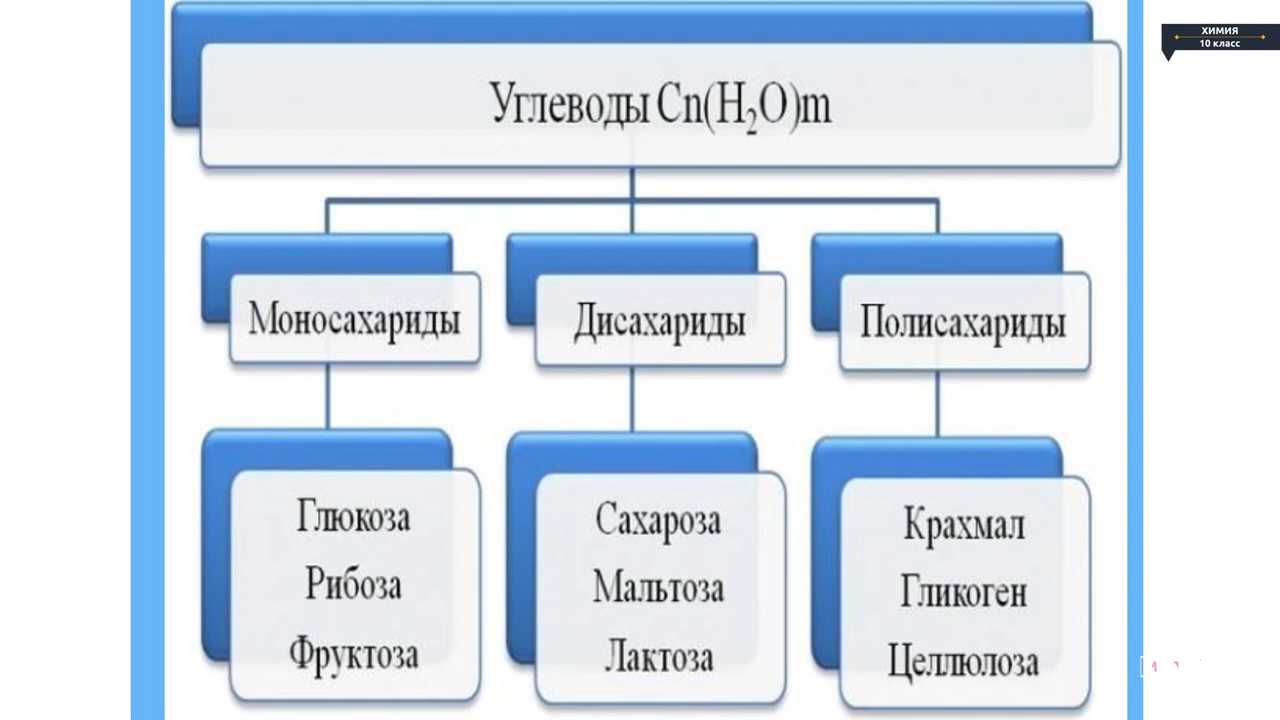 ХИМИЯ
10 класс
Углеводы Cn(H₂O)m
Моносахариды
Дисахариды
Полисахариды
Глюкоза
Рибоза
Фруктоза
Сахароза
Мальтоза
Лактоза
Крахмал
Гликоген
Целлюлоза